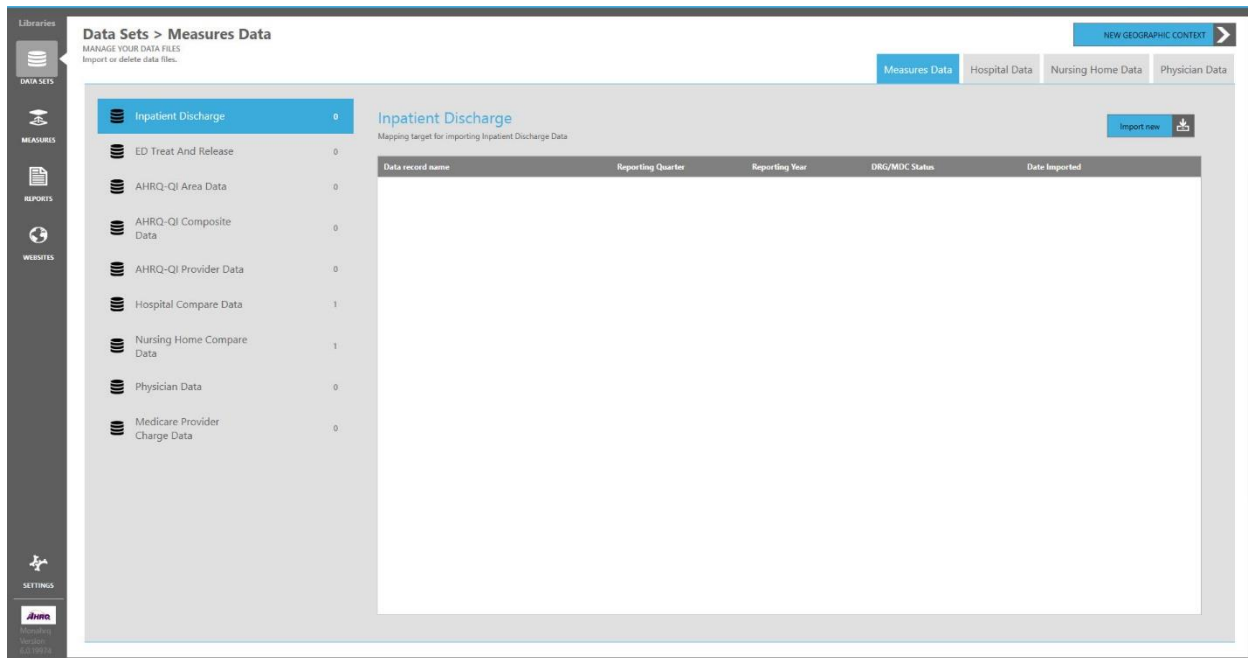 Libraries
DATA SETS
MEASURES
REPORTS
WEBSITES
SETTINGS
AHRQ
Monahrq
Version
Data Sets > Measures Data
MANAGE YOUR DATA FILES
Import or delete data files.
NEW GEOGRAPHIC CONTEXT
Measures Data
Hospital Data
Nursing Home Data
Physician Data
Inpatient Discharge 0
ED Treat And Release 0
AHRQ-QI Area Data 0
AHRQ-QI Composite
Data 0
AHRQ-QI Provider Data 0
Hospital Compare Data 1
Nursing Home Compare
Data 1
Physician Data 0
Medicare Provider
Charge Data 0
Inpatient Discharge
Mapping target for importing Inpatient Discharge Data
Import new
Data record name Reporting Quarter Reporting Year DRG/MDC Status Date Imported